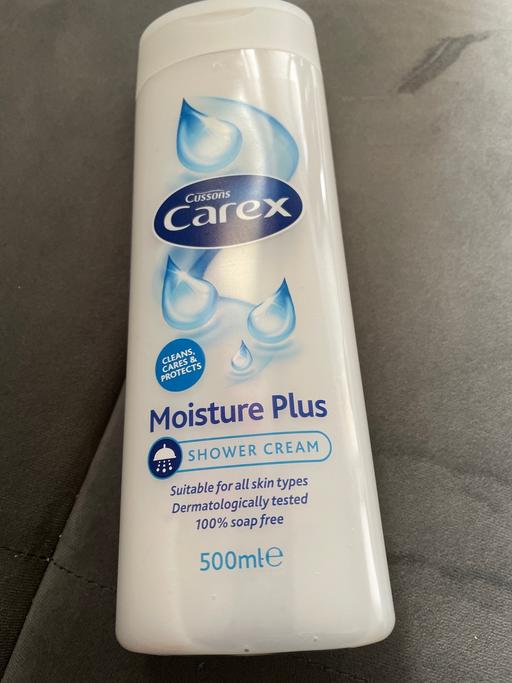 Cussons
Carex
CLEANS,
CARES &
PROTECTS
Moisture Plus
SHOWER CREAM
Suitable for all skin types
Dermatologically tested
100% soap free
500ml℮